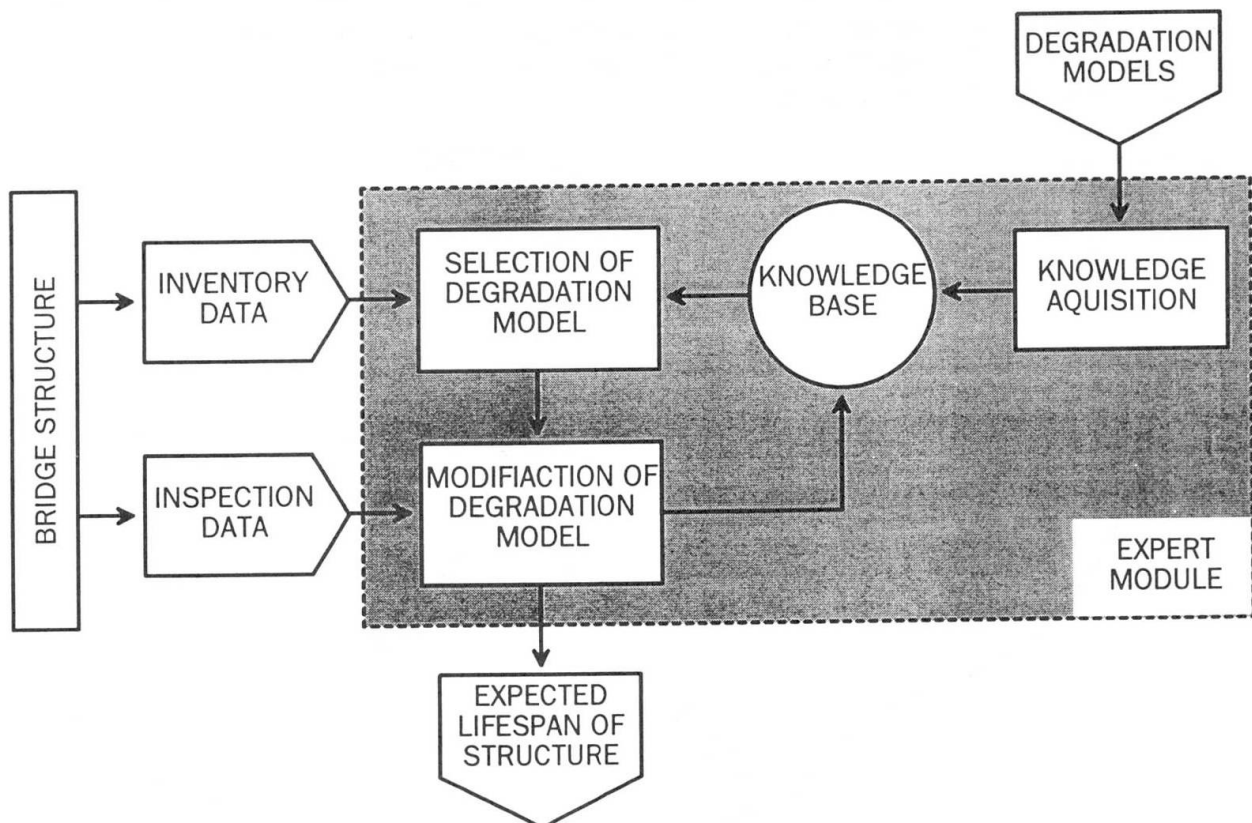 DEGRADATION
MODELS
BRIDGE STRUCTURE
INVENTORY
DATA
SELECTION OF
DEGRADATION
MODEL
KNOWLEDGE
BASE
KNOWLEDGE
AQUISITION
INSPECTION
DATA
MODIFIACTION OF
DEGRADATION
MODEL
EXPERT
MODULE
EXPECTED
LIFESPAN OF
STRUCTURE